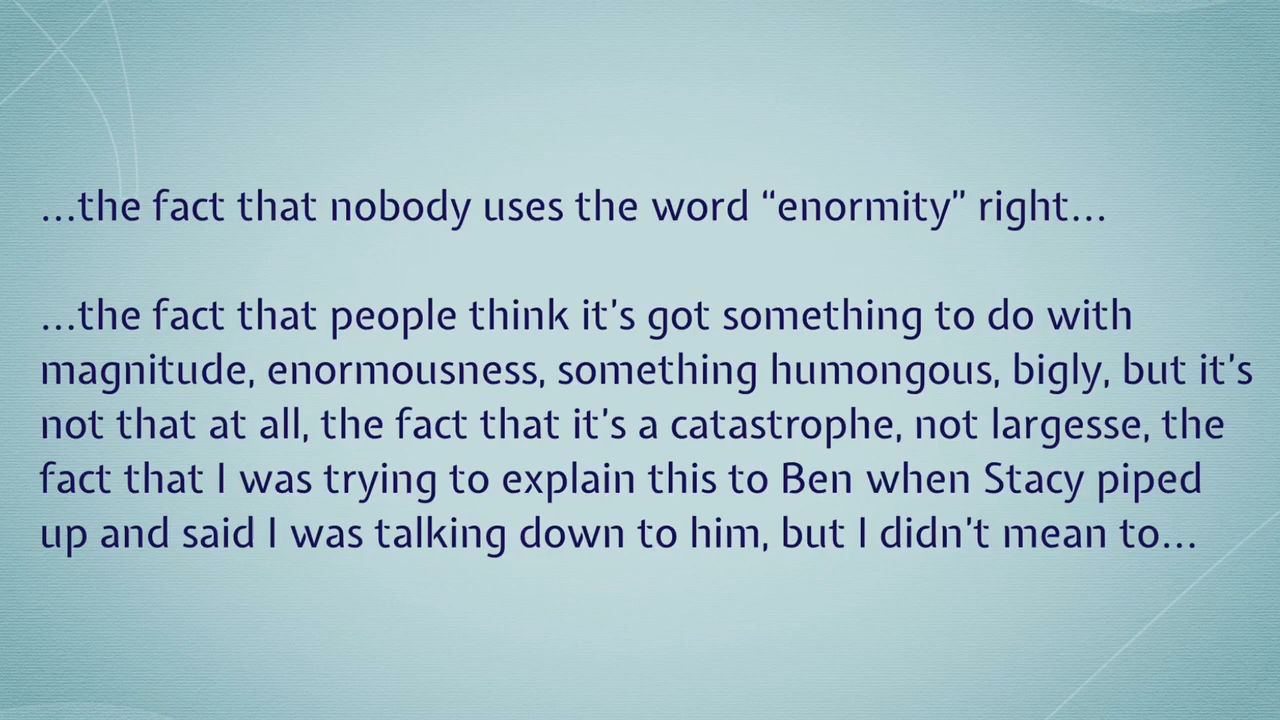 …the fact that nobody uses the word “enormity” right…
…the fact that people think it’s got something to do with
magnitude, enormousness, something humongous, bigly, but it’s
not that at all, the fact that it’s a catastrophe, not largesse, the
fact that I was trying to explain this to Ben when Stacy piped
up and said I was talking down to him, but I didn’t mean to…